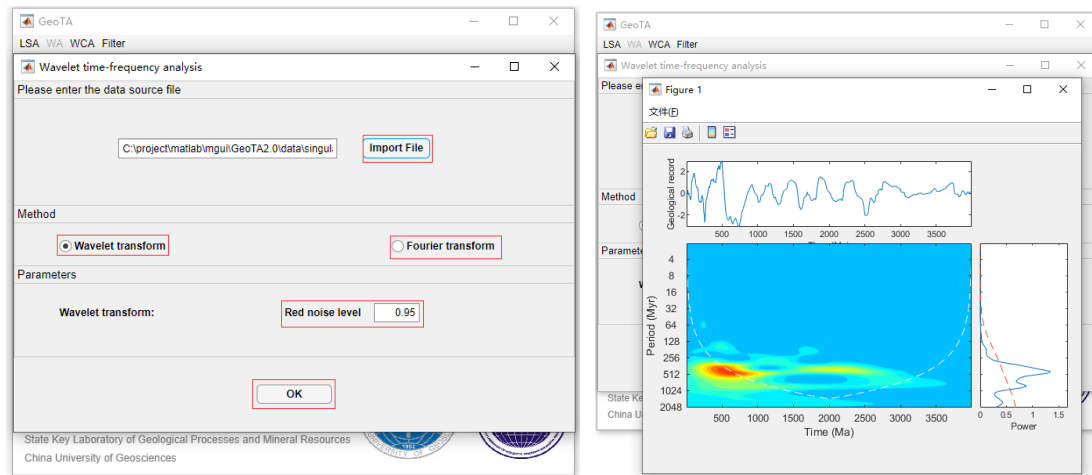 GeoTA
LSA WA WCA Filter
Wavelet time-frequency analysis
Please enter the data source file
C:\project\matlab\mgui\GeoTA2.0\data\singul
Import File
Method
Wavelet transform
Fourier transform
Parameters
Wavelet transform:
Red noise level
0.95
OK
State Key Laboratory of Geological Processes and Mineral Resources
China University of Geosciences
1952
GeoTA
LSA WA WCA Filter
Wavelet time-frequency analysis
Please e
Method
Paramete
State Ke
China U
Figure 1
文件(F)
Geological record
2
0
-2
500 1000 1500 2000 2500 3000 3500
Period (Myr)
4
8
16
32
64
128
256
512
1024
2048
500 1000 1500 2000 2500 3000 3500
Time (Ma)
0 0.5 1 1.5
Power